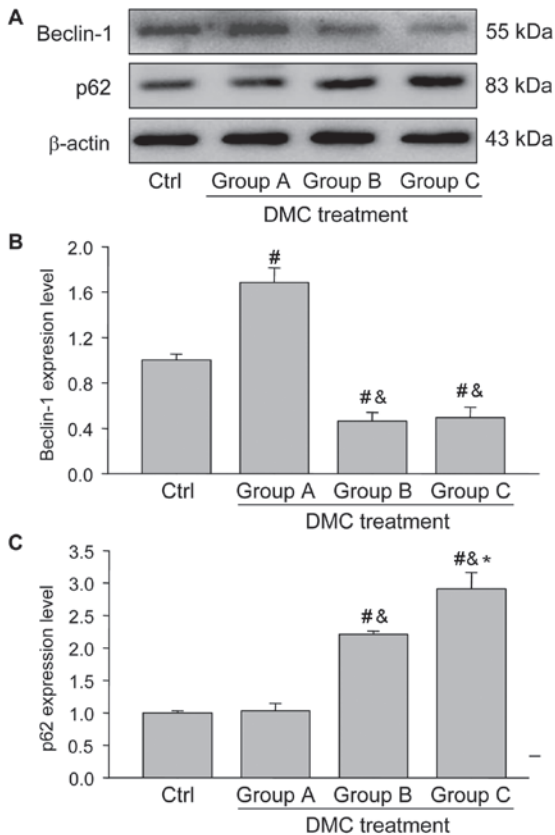 A
Beclin-1 55 kDa
p62 83 kDa
β-actin 43 kDa
Ctrl Group A Group B Group C
DMC treatment
B
Beclin-1 expresion level
2.0
1.6
1.2
0.8
0.4
0.0
#
#&
#&
Ctrl Group A Group B Group C
DMC treatment
C
p62 expression level
3.5
3.0
2.5
2.0
1.5
1.0
0.5
0.0
#&
#&*
Ctrl Group A Group B Group C
DMC treatment